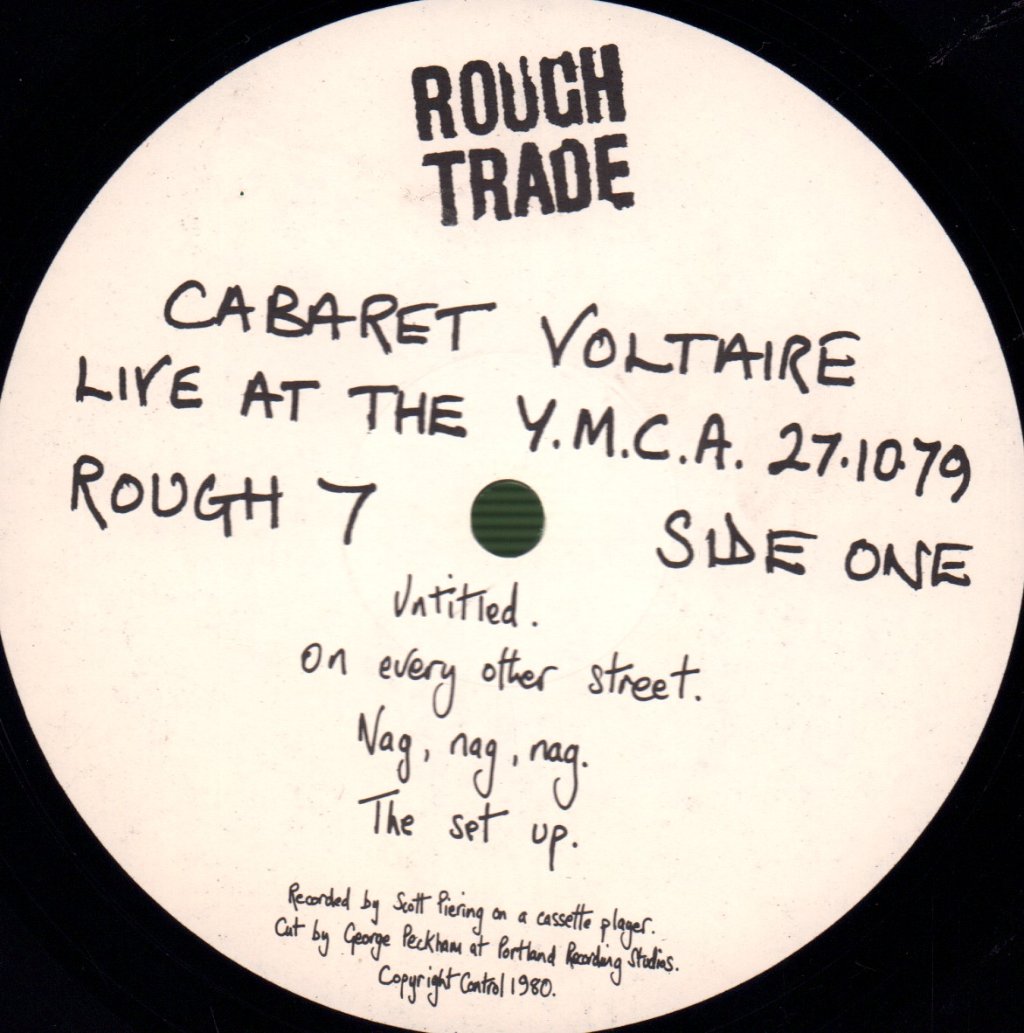 ROUGH
TRADE
CABARET VOLTAIRE
LIVE AT THE Y.M.C.A. 27.10.79
ROUGH 7 SIDE ONE
Untitled.
On every other street.
Nag, nag, nag.
The set up.
Recorded by Scott Piering on a cassette player.
Cut by George Peckham at Portland Recording Studios.
Copyright Control 1980.